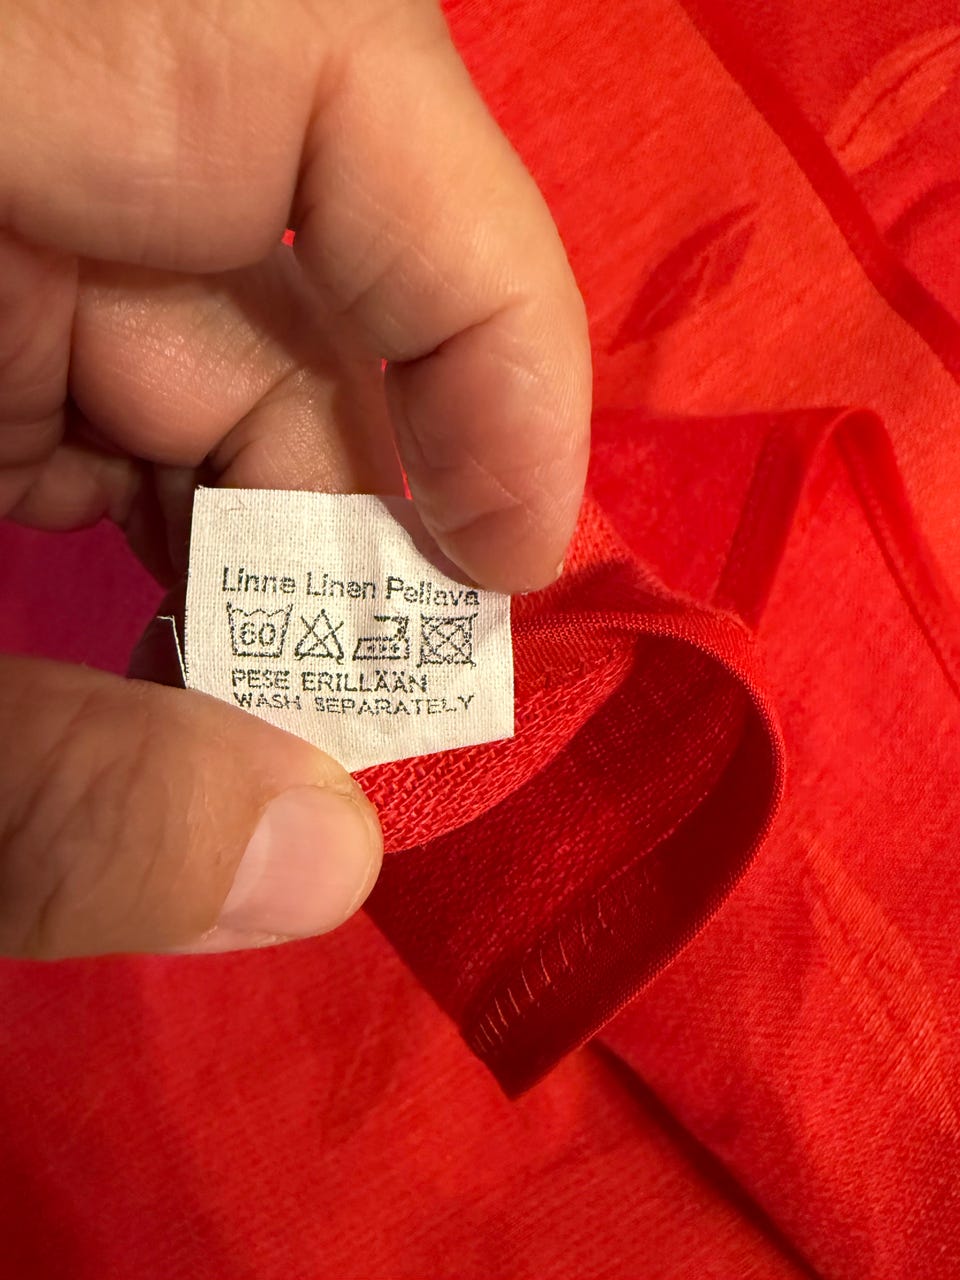 Linne Linen Pellava
60
PESE ERILLÄÄN
WASH SEPARATELY